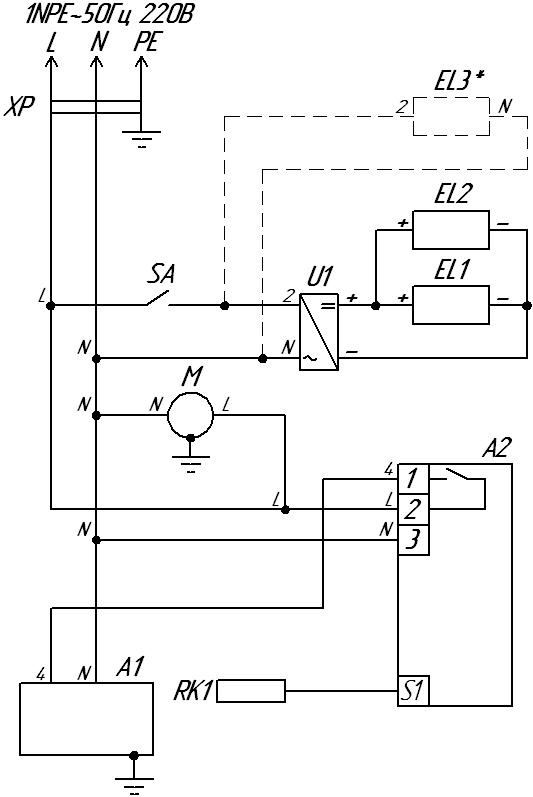 1NPE~50Гц 220В
L N PE
XP
EL3*
2 N
EL2
+ −
SA U1 EL1
L 2 = + + −
N N ~ −
M
N N L
A2
4 1
L L 2
N N 3
4 N A1
RK1 S1